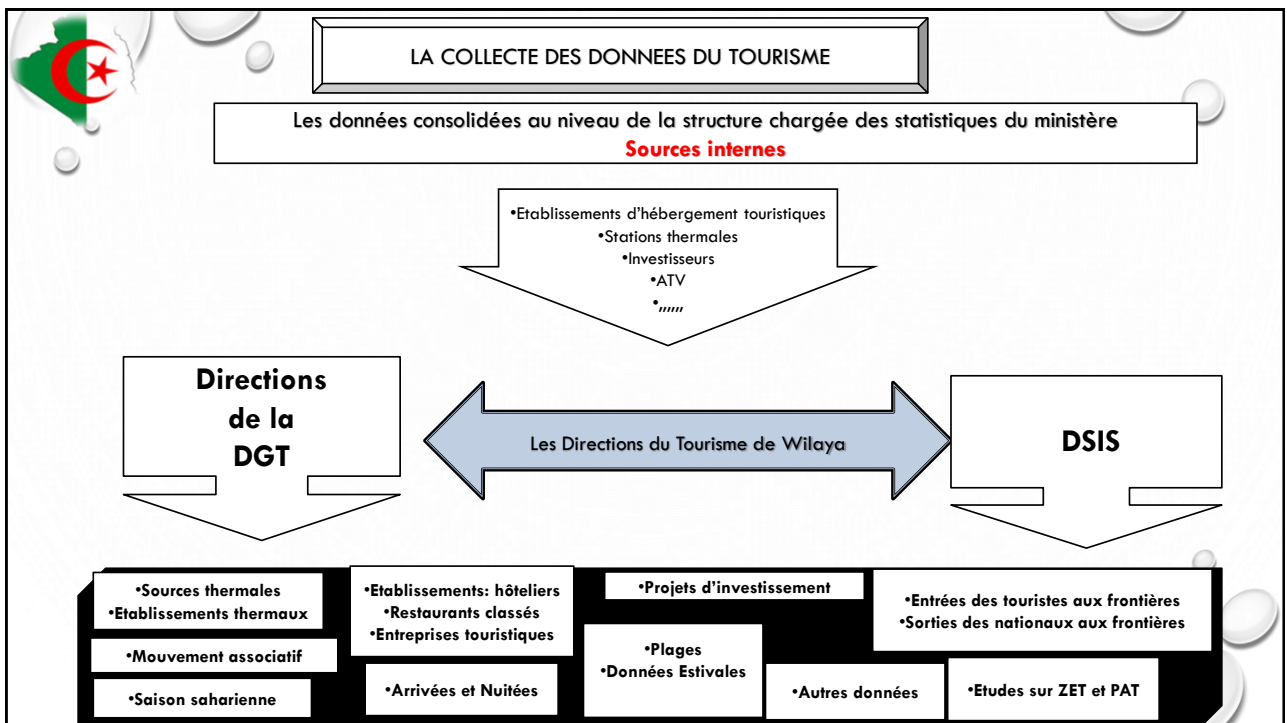 LA COLLECTE DES DONNEES DU TOURISME
Les données consolidées au niveau de la structure chargée des statistiques du ministère
Sources internes
•Etablissements d'hébergement touristiques
•Stations thermales
•Investisseurs
•ATV
•,,,,,,
Directions
de la
DGT
Les Directions du Tourisme de Wilaya
DSIS
•Sources thermales
•Etablissements thermaux
•Mouvement associatif
•Saison saharienne
•Etablissements: hôteliers
•Restaurants classés
•Entreprises touristiques
•Arrivées et Nuitées
•Projets d'investissement
•Plages
•Données Estivales
•Autres données
•Entrées des touristes aux frontières
•Sorties des nationaux aux frontières
•Etudes sur ZET et PAT